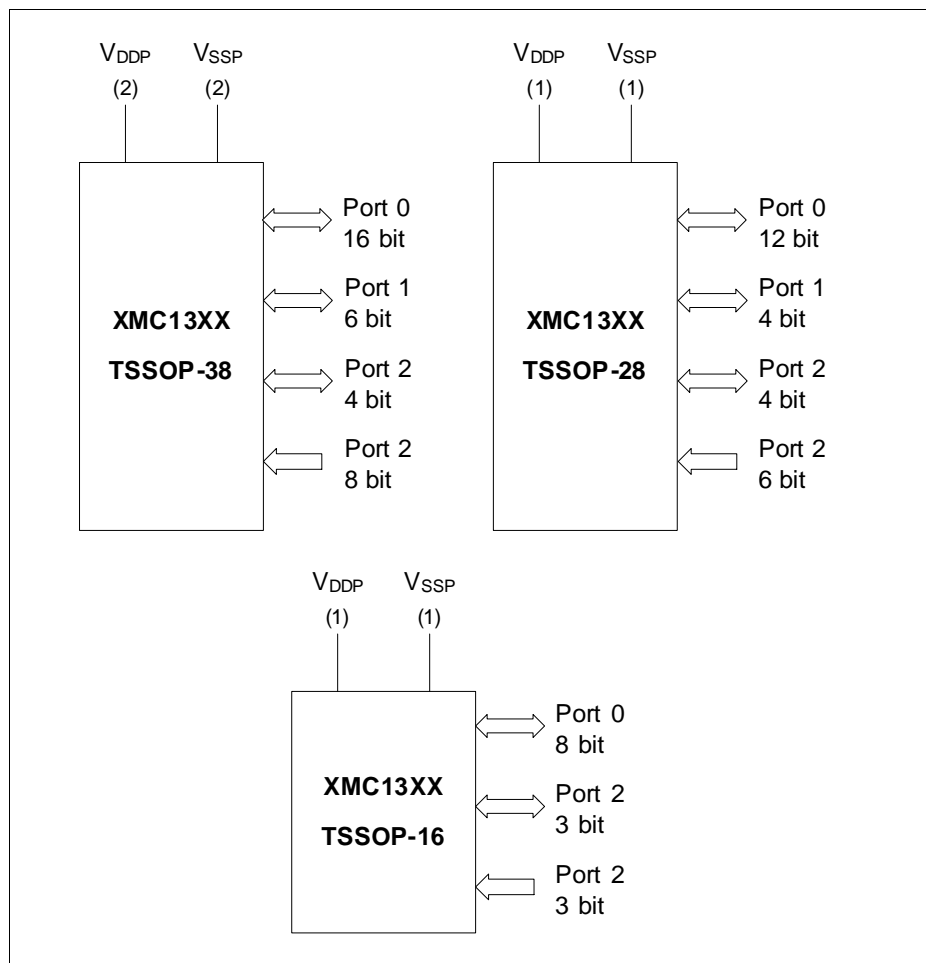 VDDP VSSP
(2) (2)
Port 0
16 bit
Port 1
6 bit
XMC13XX
TSSOP-38
Port 2
4 bit
Port 2
8 bit
VDDP VSSP
(1) (1)
Port 0
12 bit
Port 1
4 bit
XMC13XX
TSSOP-28
Port 2
4 bit
Port 2
6 bit
VDDP VSSP
(1) (1)
Port 0
8 bit
XMC13XX
TSSOP-16
Port 2
3 bit
Port 2
3 bit